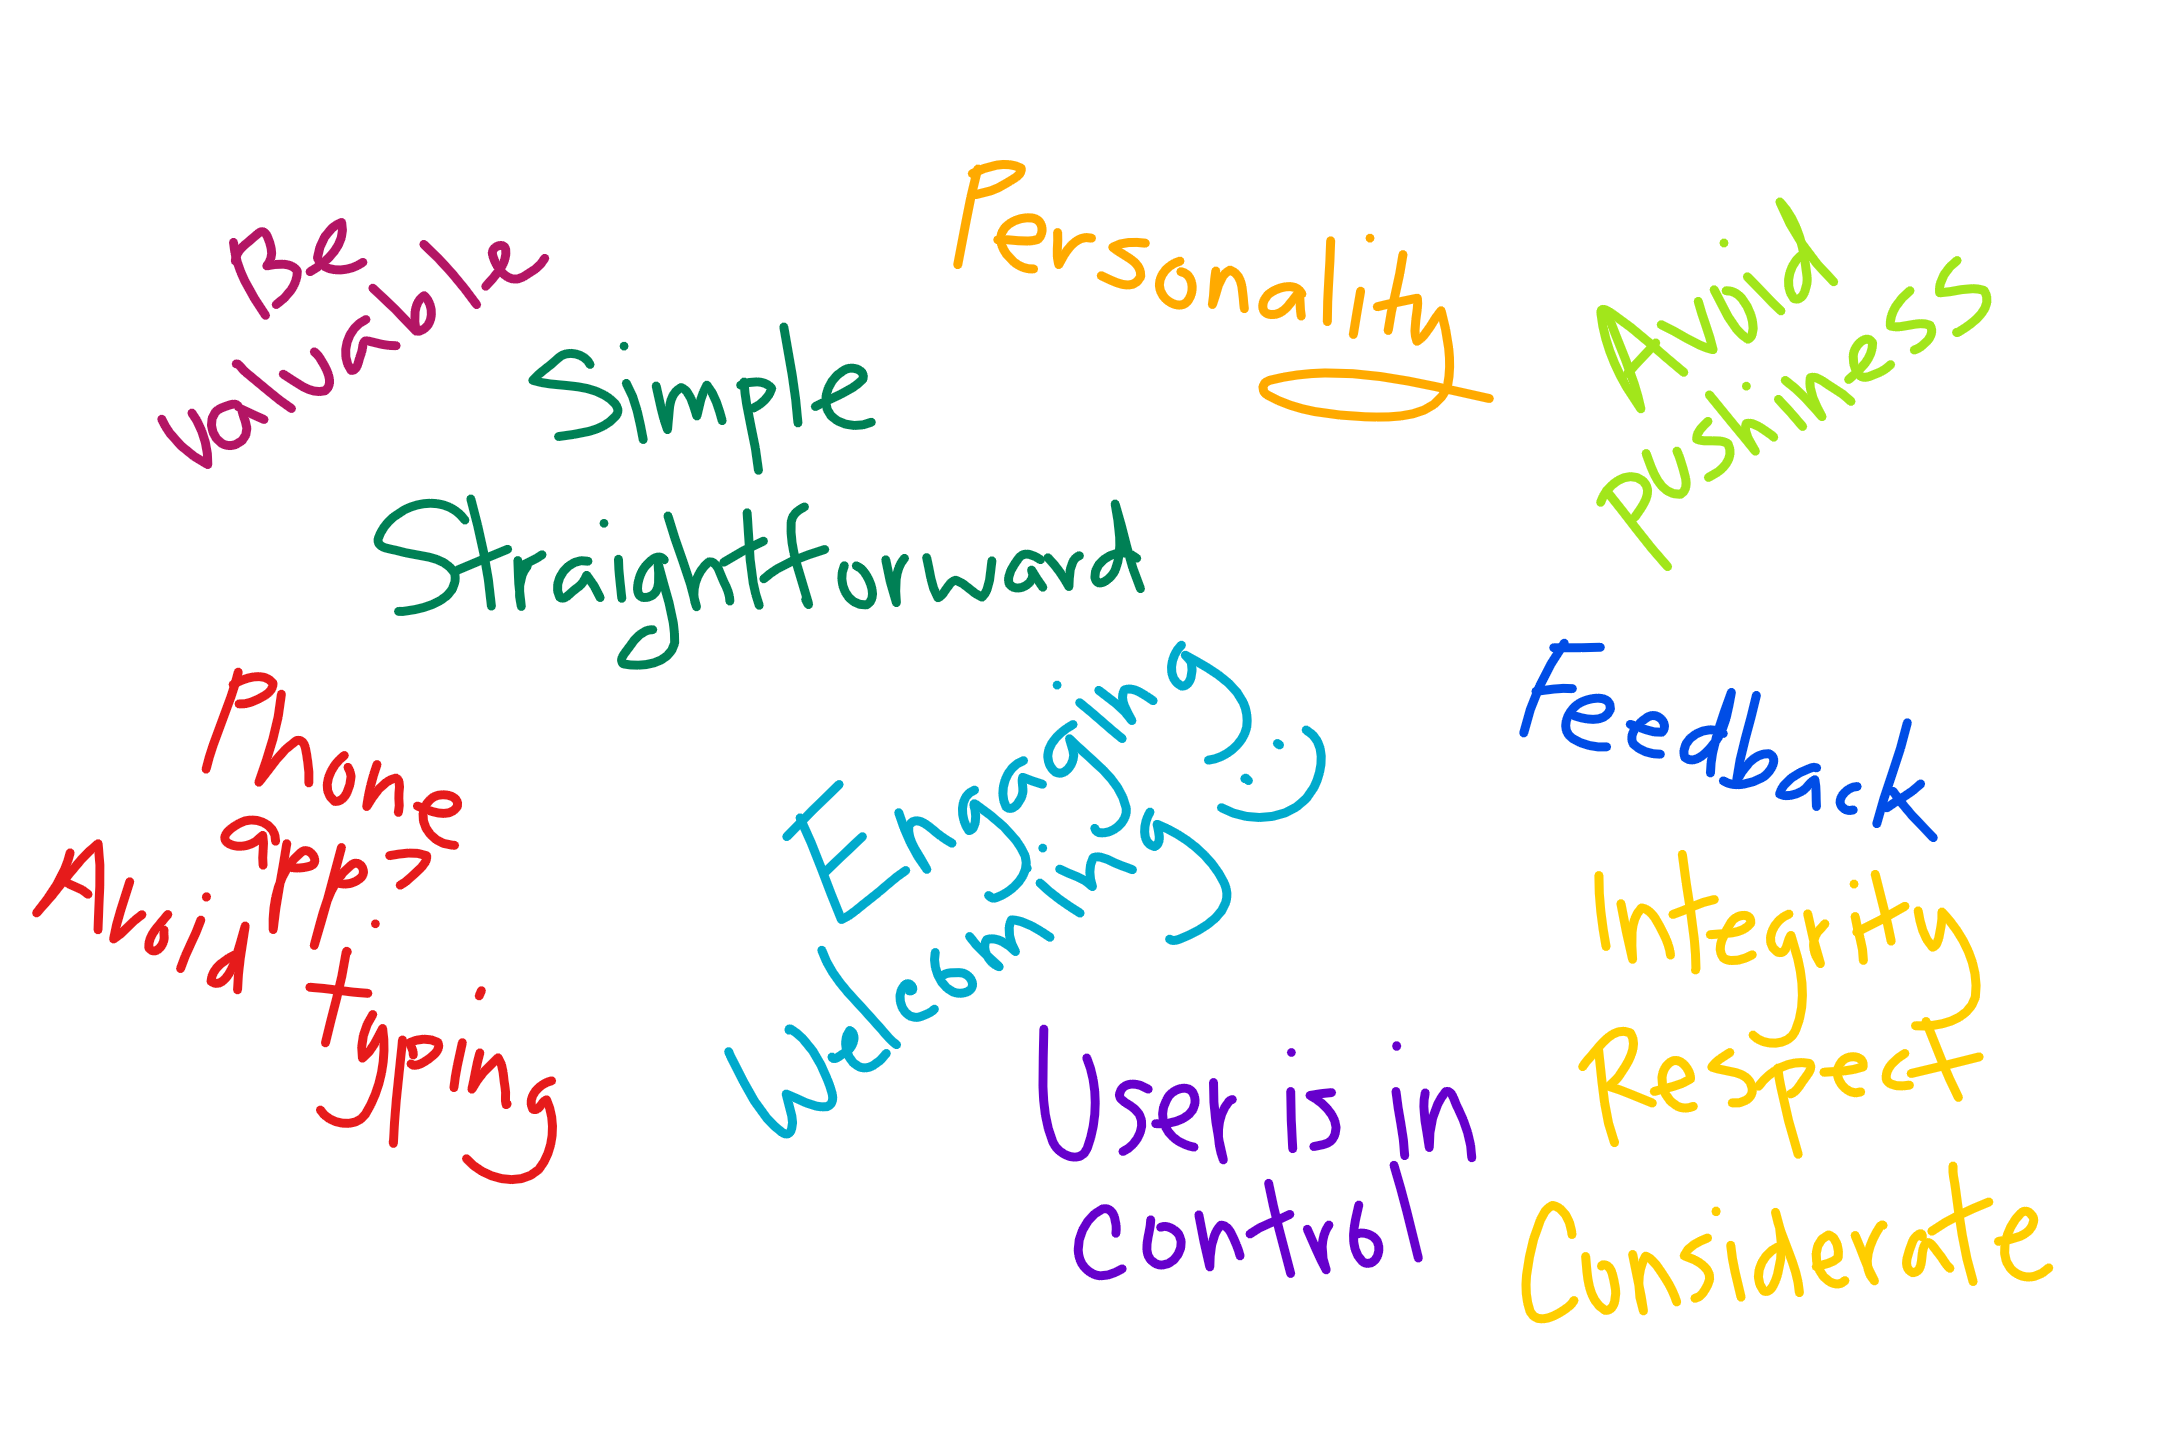 Be
valuable
Simple
Straightforward
Personality
Avoid
pushiness
Phone
app?
Avoid
typing
Engaging :)
Welcoming
Feedback
Integrity
Respect
Considerate
User is in
control